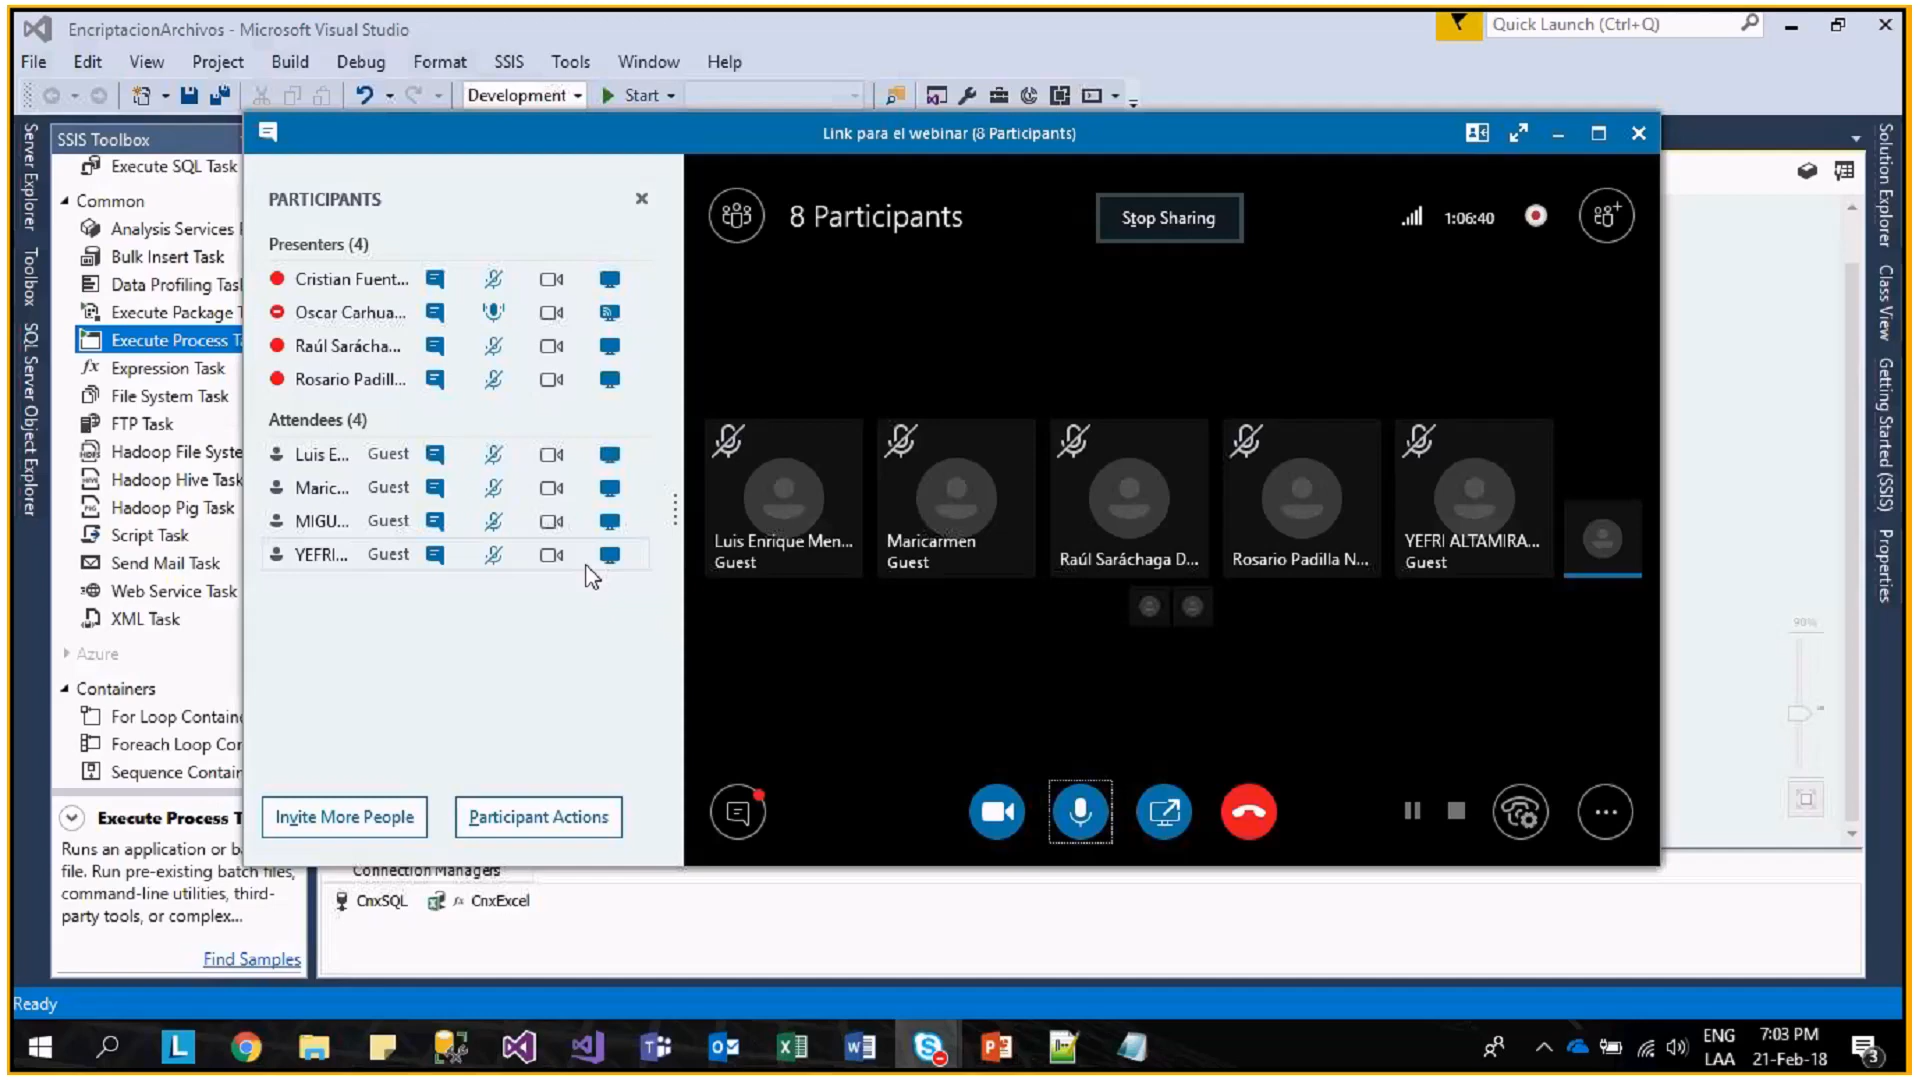 EncriptacionArchivos - Microsoft Visual Studio
Quick Launch (Ctrl+Q)
File Edit View Project Build Debug Format SSIS Tools Window Help
Development Start
Server Explorer
Toolbox
SQL Server Object Explorer
SSIS Toolbox
Execute SQL Task
Common
Analysis Services
Bulk Insert Task
Data Profiling Tas
Execute Package T
Execute Process T
Expression Task
File System Task
FTP Task
Hadoop File Syste
Hadoop Hive Task
Hadoop Pig Task
Script Task
Send Mail Task
Web Service Task
XML Task
Azure
Containers
For Loop Containe
Foreach Loop Con
Sequence Contain
Execute Process T
Runs an application or b
file. Run pre-existing batch files,
command-line utilities, third-
party tools, or complex...
Find Samples
Link para el webinar (8 Participants)
PARTICIPANTS
Presenters (4)
Cristian Fuent...
Oscar Carhua...
Raúl Sarácha...
Rosario Padill...
Attendees (4)
Luis E... Guest
Maric... Guest
MIGU... Guest
YEFRI... Guest
Invite More People
Participant Actions
8 Participants
Stop Sharing
1:06:40
Luis Enrique Men...
Guest
Maricarmen
Guest
Raúl Saráchaga D...
Rosario Padilla N...
YEFRI ALTAMIRA...
Guest
Solution Explorer
Class View
Getting Started (SSIS)
Properties
90%
Connection Managers
CnxSQL
fx CnxExcel
Ready
ENG
LAA
7:03 PM
21-Feb-18
3